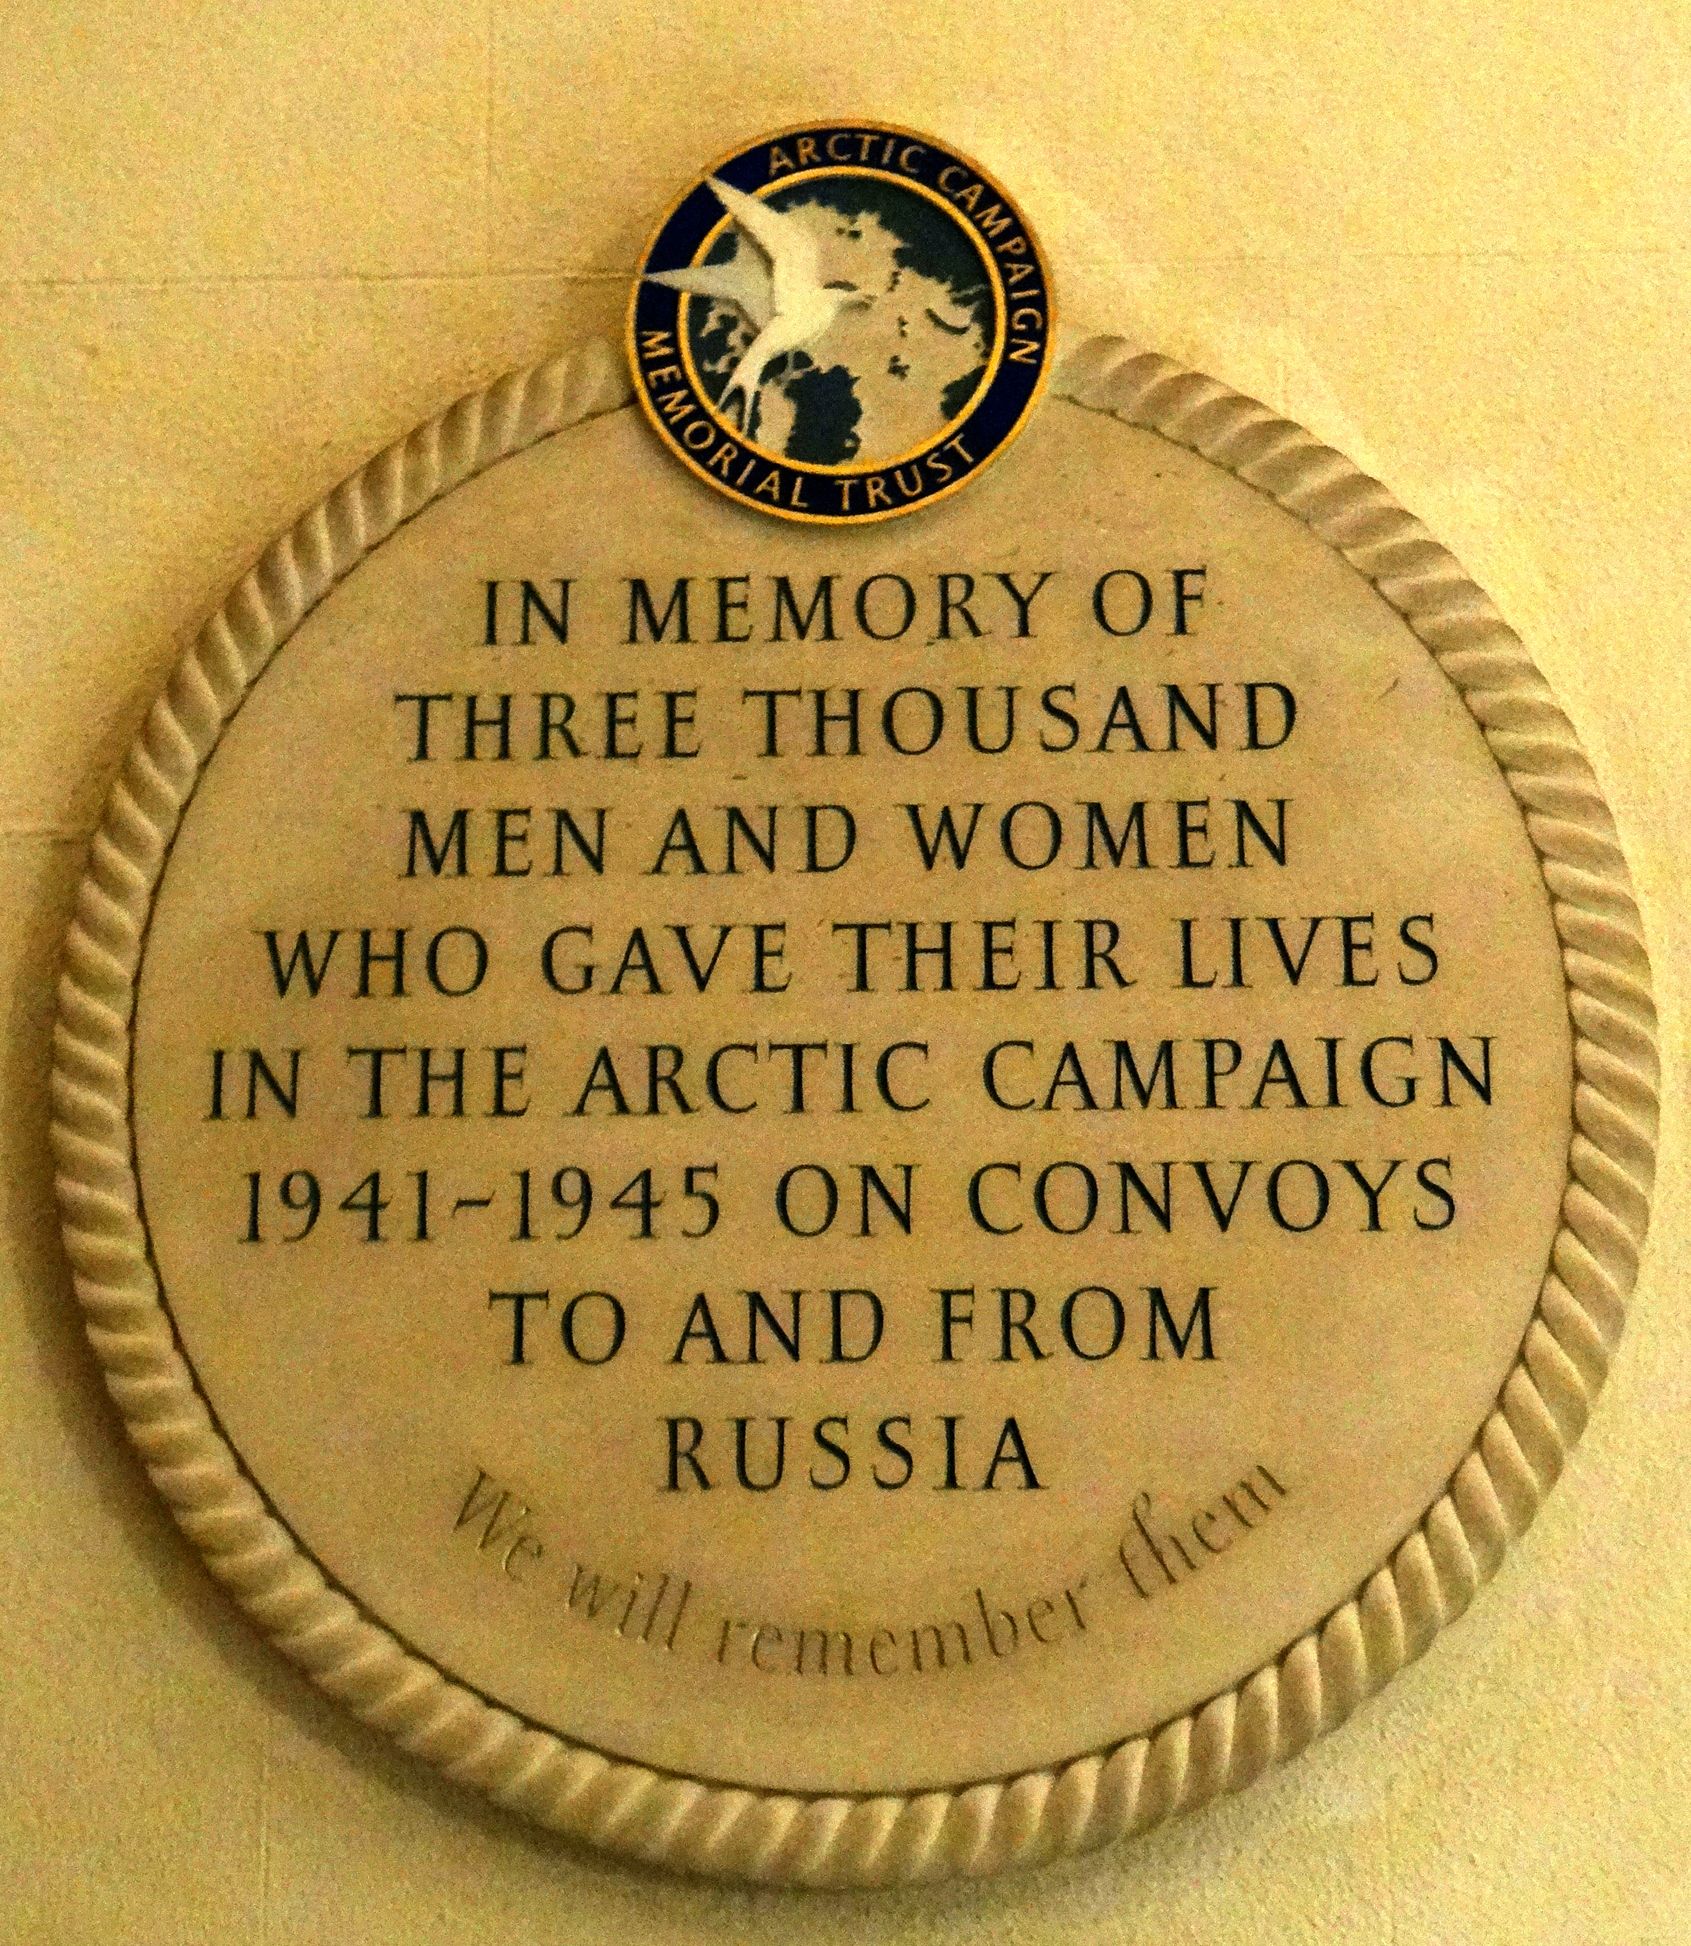 ARCTIC CAMPAIGN
MEMORIAL TRUST
IN MEMORY OF
THREE THOUSAND
MEN AND WOMEN
WHO GAVE THEIR LIVES
IN THE ARCTIC CAMPAIGN
1941-1945 ON CONVOYS
TO AND FROM
RUSSIA
We will remember them